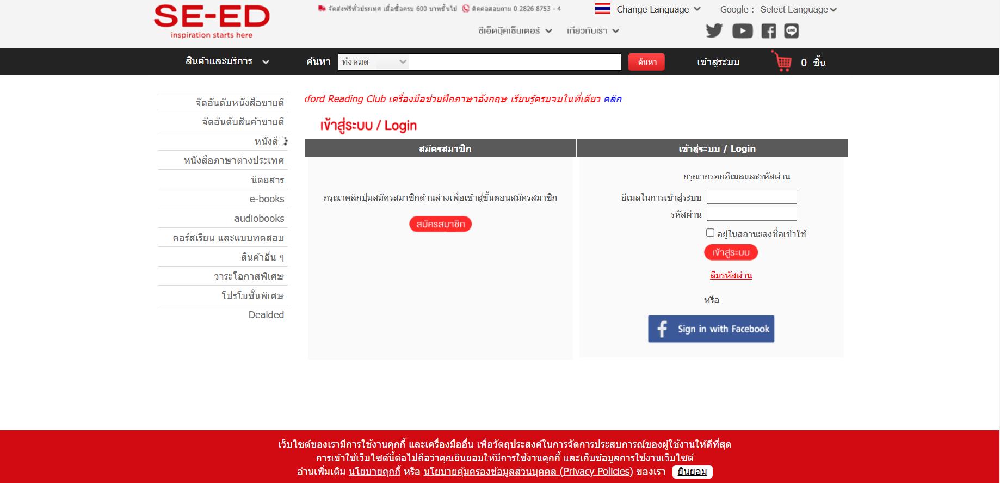 SE-ED
inspiration starts here
จัดส่งฟรีทั่วประเทศ เมื่อซื้อครบ 600 บาทขึ้นไป
ติดต่อสอบถาม 0 2826 8753 - 4
Change Language
Google : Select Language
ซีเอ็ดบุ๊คเซ็นเตอร์
เกี่ยวกับเรา
สินค้าและบริการ
ค้นหา
ทั้งหมด
ค้นหา
เข้าสู่ระบบ
0 ชิ้น
จัดอันดับหนังสือขายดี
จัดอันดับสินค้าขายดี
หนังสื
หนังสือภาษาต่างประเทศ
นิตยสาร
e-books
audiobooks
คอร์สเรียน และแบบทดสอบ
สินค้าอื่น ๆ
วาระโอกาสพิเศษ
โปรโมชั่นพิเศษ
Dealded
xford Reading Club เครื่องมือช่วยฝึกภาษาอังกฤษ เรียนรู้ครบจบในที่เดียว คลิก
เข้าสู่ระบบ / Login
สมัครสมาชิก
กรุณาคลิกปุ่มสมัครสมาชิกด้านล่างเพื่อเข้าสู่ขั้นตอนสมัครสมาชิก
สมัครสมาชิก
เข้าสู่ระบบ / Login
กรุณากรอกอีเมลและรหัสผ่าน
อีเมลในการเข้าสู่ระบบ
รหัสผ่าน
อยู่ในสถานะลงชื่อเข้าใช้
เข้าสู่ระบบ
ลืมรหัสผ่าน
หรือ
f Sign in with Facebook
เว็บไซต์ของเรามีการใช้งานคุกกี้ และเครื่องมืออื่น เพื่อวัตถุประสงค์ในการจัดการประสบการณ์ของผู้ใช้งานให้ดีที่สุด
การเข้าใช้เว็บไซต์นี้ต่อไปถือว่าคุณยินยอมให้มีการใช้งานคุกกี้ และเก็บข้อมูลการใช้งานเว็บไซต์
อ่านเพิ่มเติม นโยบายคุกกี้ หรือ นโยบายคุ้มครองข้อมูลส่วนบุคคล (Privacy Policies) ของเรา ยินยอม